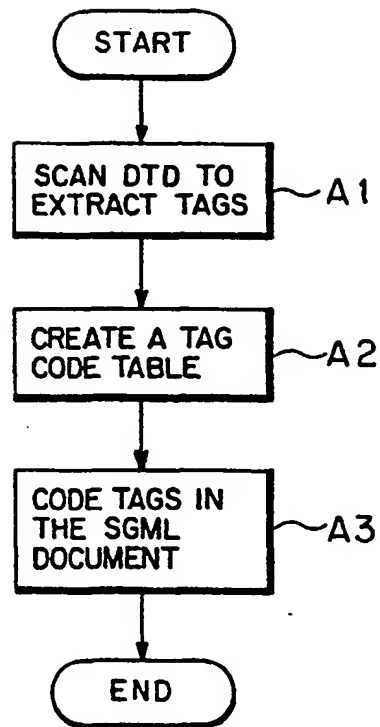 START
SCAN DTD TO
EXTRACT TAGS
A1
CREATE A TAG
CODE TABLE
A2
CODE TAGS IN
THE SGML
DOCUMENT
A3
END